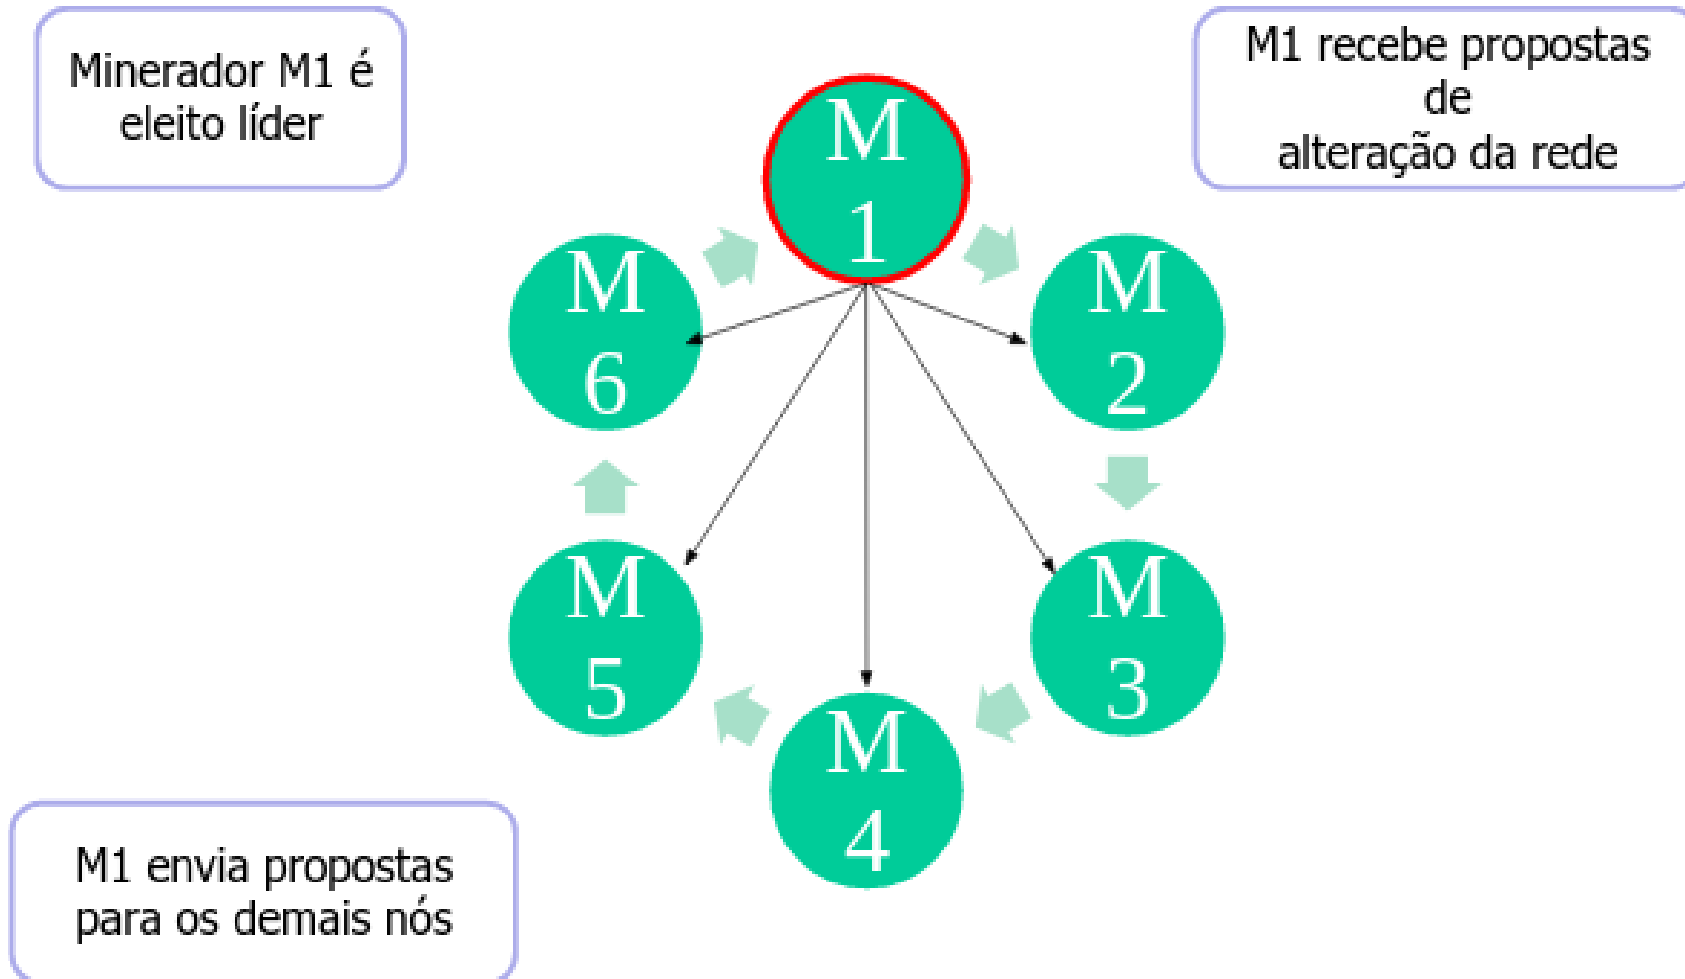 Minerador M1 é
eleito líder
M1 recebe propostas
de
alteração da rede
M
1
M
6
M
2
M
5
M
3
M
4
M1 envia propostas
para os demais nós